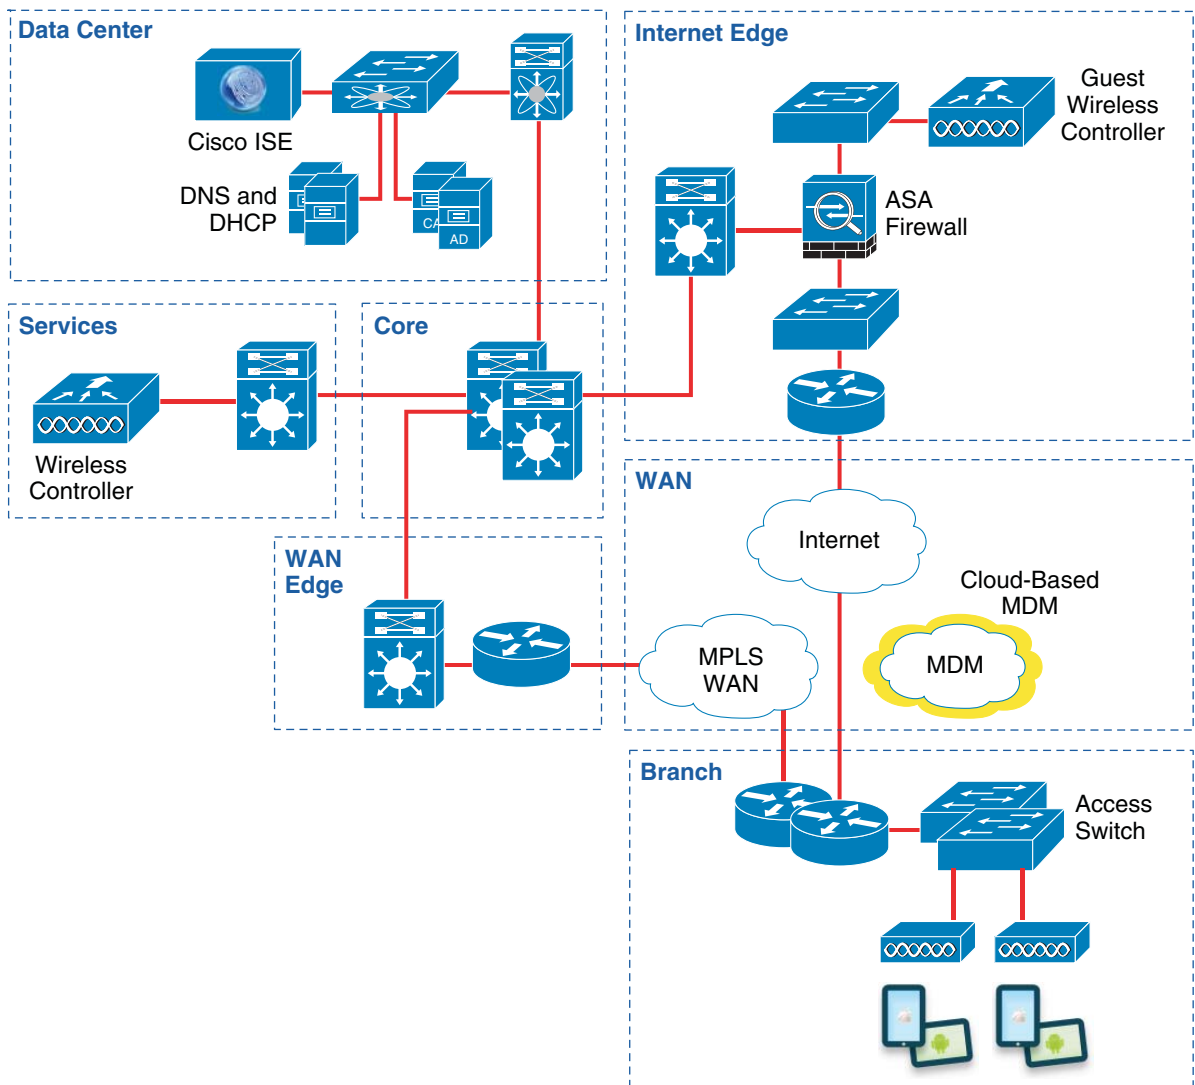 Data Center
Cisco ISE
DNS and
DHCP
CA
AD
Internet Edge
Guest
Wireless
Controller
ASA
Firewall
Services
Wireless
Controller
Core
WAN
Edge
WAN
Internet
Cloud-Based
MDM
MDM
MPLS
WAN
Branch
Access
Switch